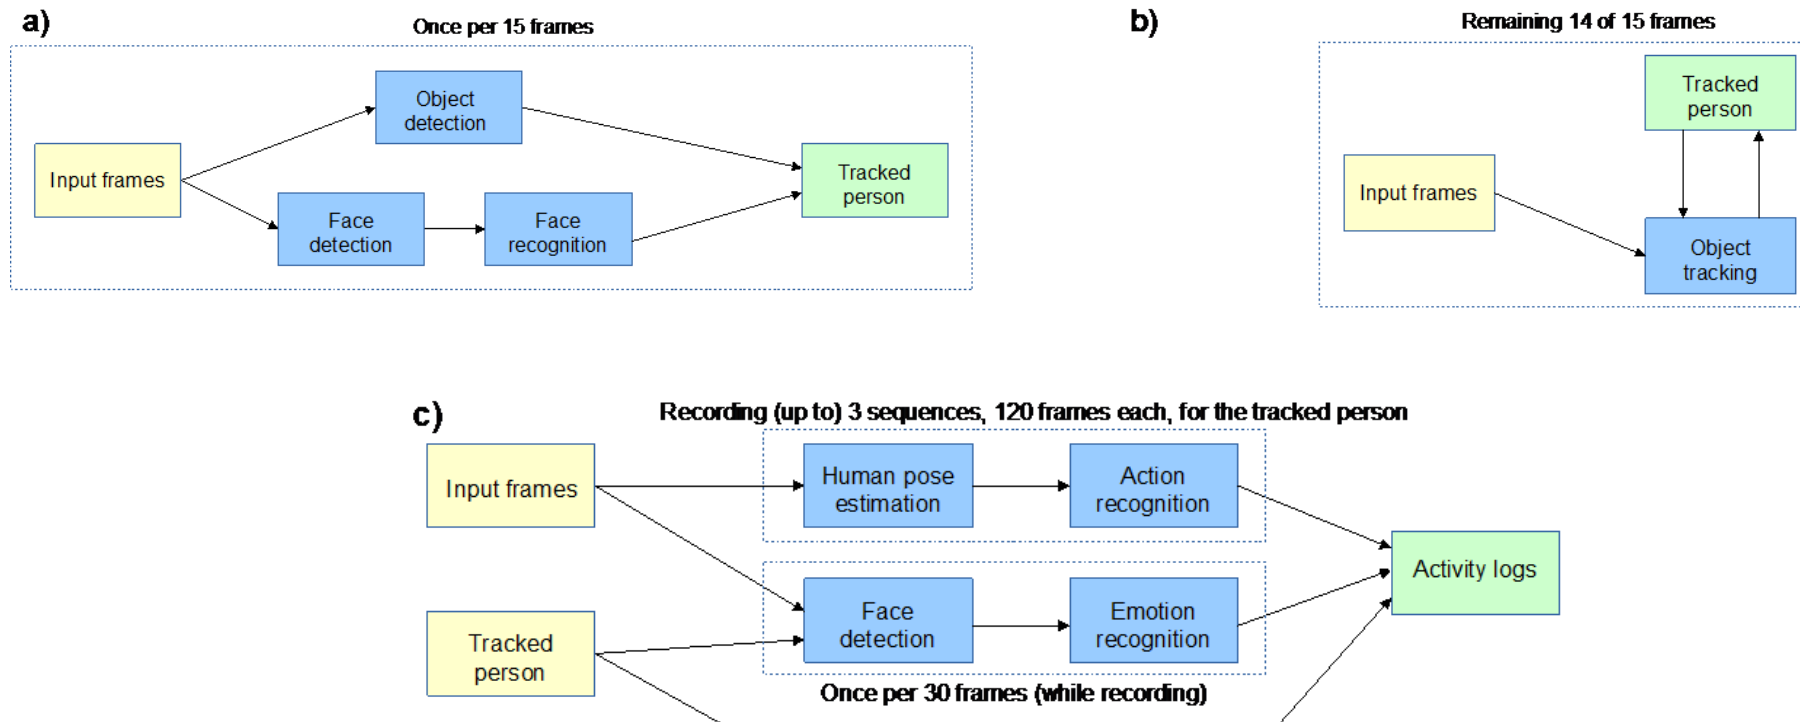 a)
Once per 15 frames
Input frames
Object
detection
Face
detection
Face
recognition
Tracked
person
b)
Remaining 14 of 15 frames
Tracked
person
Input frames
Object
tracking
c)
Recording (up to) 3 sequences, 120 frames each, for the tracked person
Input frames
Human pose
estimation
Action
recognition
Activity logs
Face
detection
Emotion
recognition
Tracked
person
Once per 30 frames (while recording)